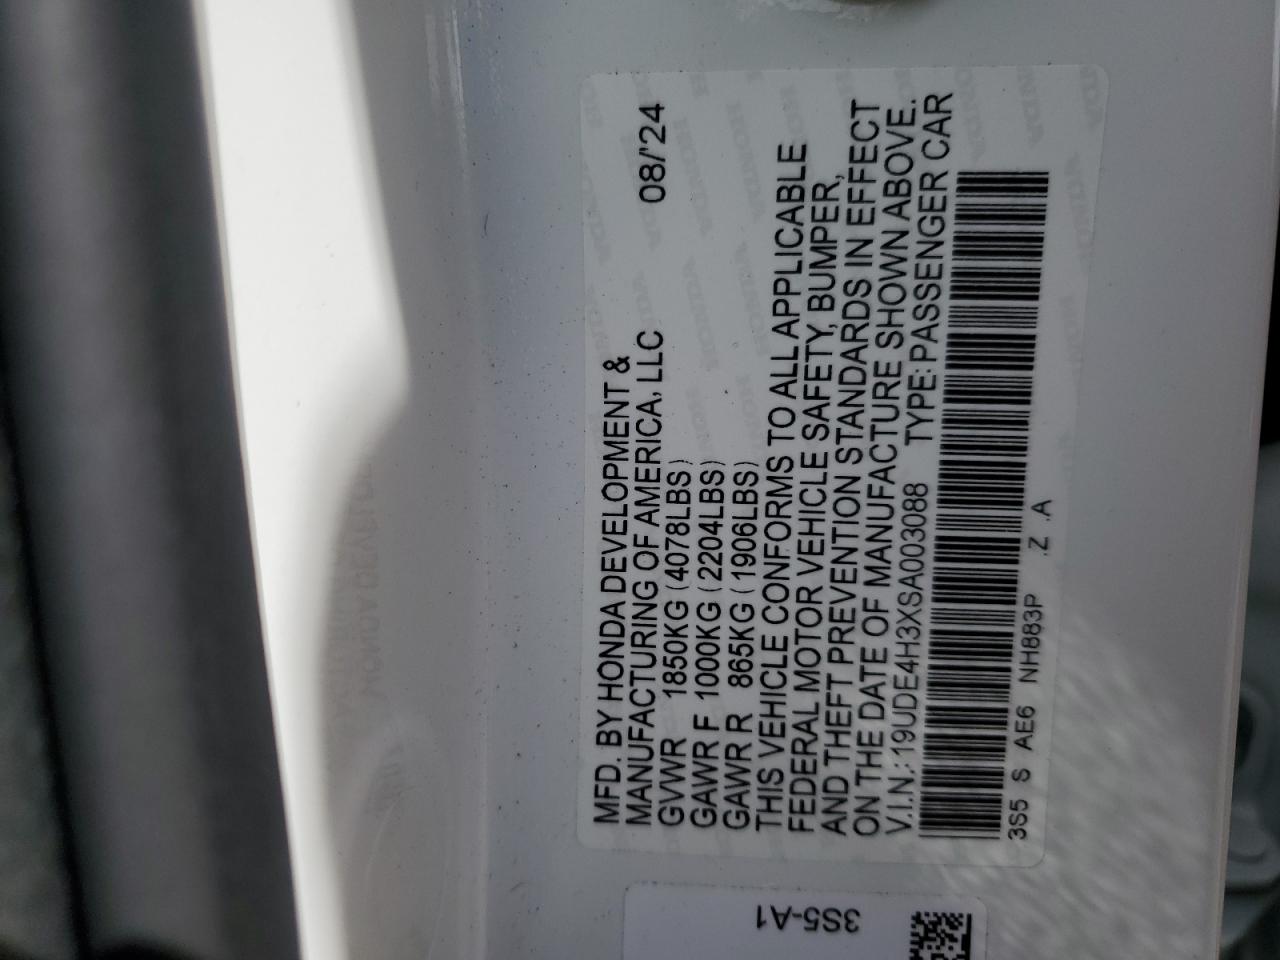 MFD. BY HONDA DEVELOPMENT &
MANUFACTURING OF AMERICA, LLC 08/'24
GVWR 1850KG (4078LBS)
GAWR F 1000KG (2204LBS)
GAWR R 865KG (1906LBS)
THIS VEHICLE CONFORMS TO ALL APPLICABLE
FEDERAL MOTOR VEHICLE SAFETY, BUMPER,
AND THEFT PREVENTION STANDARDS IN EFFECT
ON THE DATE OF MANUFACTURE SHOWN ABOVE.
V.I.N.: 19UDE4H3XSA003088 TYPE: PASSENGER CAR
3S5 S AE6 NH883P .Z .A
3S5-A1